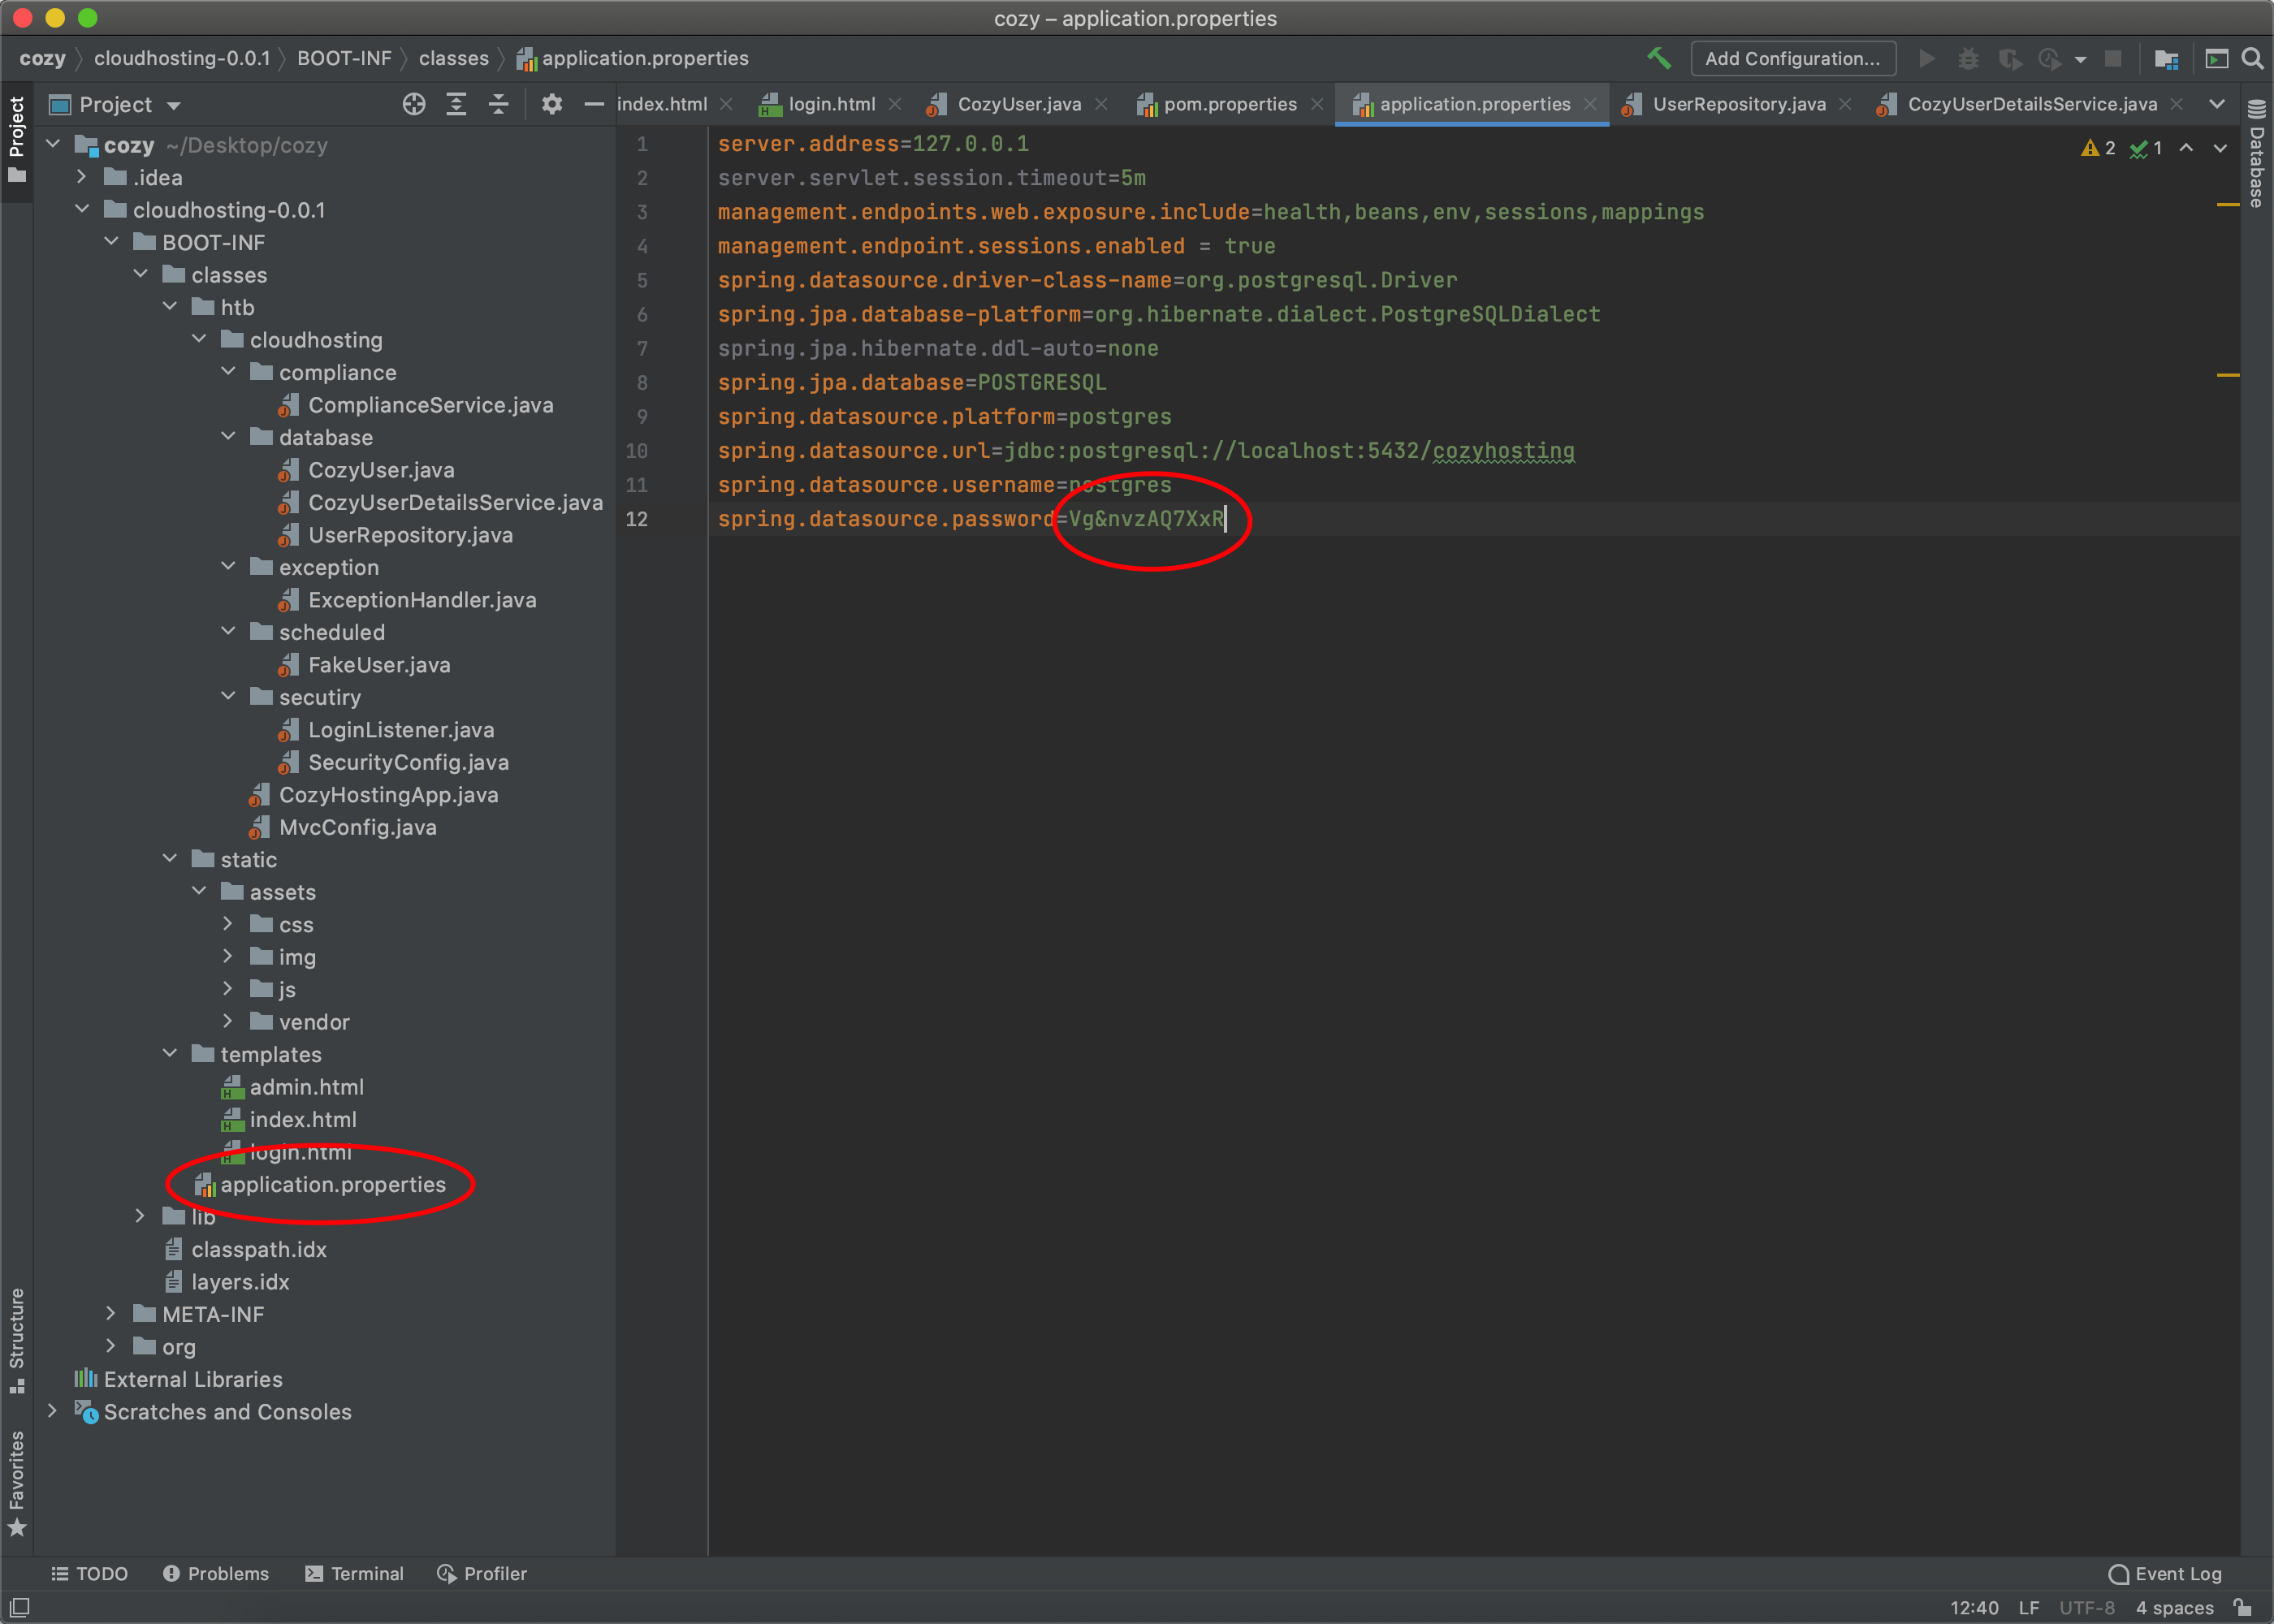 cozy – application.properties
cozy cloudhosting-0.0.1 BOOT-INF classes application.properties
Add Configuration...
Project
index.html login.html CozyUser.java pom.properties application.properties UserRepository.java CozyUserDetailsService.java
Project
Structure
Favorites
Database
cozy ~/Desktop/cozy
.idea
cloudhosting-0.0.1
BOOT-INF
classes
htb
cloudhosting
compliance
ComplianceService.java
database
CozyUser.java
CozyUserDetailsService.java
UserRepository.java
exception
ExceptionHandler.java
scheduled
FakeUser.java
secutiry
LoginListener.java
SecurityConfig.java
CozyHostingApp.java
MvcConfig.java
static
assets
css
img
js
vendor
templates
admin.html
index.html
login.html
application.properties
lib
classpath.idx
layers.idx
META-INF
org
External Libraries
Scratches and Consoles
2 1
1 server.address=127.0.0.1
2 server.servlet.session.timeout=5m
3 management.endpoints.web.exposure.include=health,beans,env,sessions,mappings
4 management.endpoint.sessions.enabled = true
5 spring.datasource.driver-class-name=org.postgresql.Driver
6 spring.jpa.database-platform=org.hibernate.dialect.PostgreSQLDialect
7 spring.jpa.hibernate.ddl-auto=none
8 spring.jpa.database=POSTGRESQL
9 spring.datasource.platform=postgres
10 spring.datasource.url=jdbc:postgresql://localhost:5432/cozyhosting
11 spring.datasource.username=postgres
12 spring.datasource.password=Vg&nvzAQ7XxR
TODO Problems Terminal Profiler Event Log
12:40 LF UTF-8 4 spaces